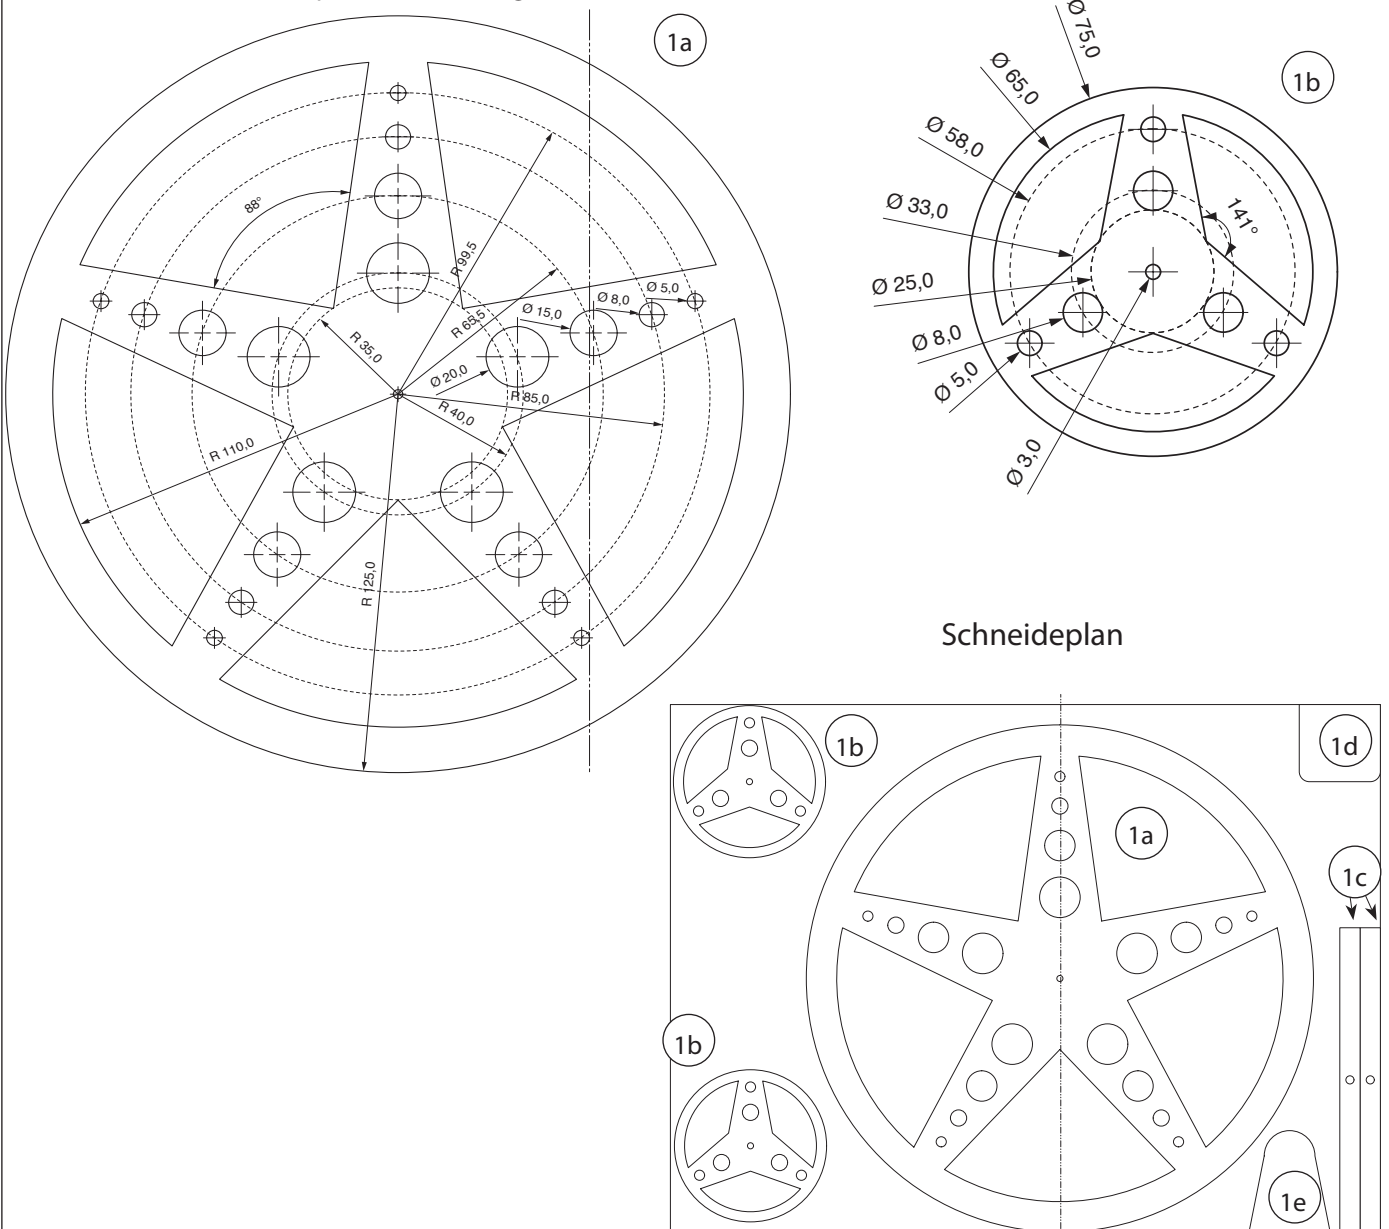 1a
88°
R 99,5
R 65,5
R 35,0
Ø 15,0
Ø 8,0
Ø 5,0
Ø 20,0
R 85,0
R 40,0
R 110,0
R 125,0
Ø 75,0
1b
Ø 65,0
Ø 58,0
Ø 33,0
141°
Ø 25,0
Ø 8,0
Ø 5,0
Ø 3,0
Schneideplan
1b
1d
1a
1c
1b
1e